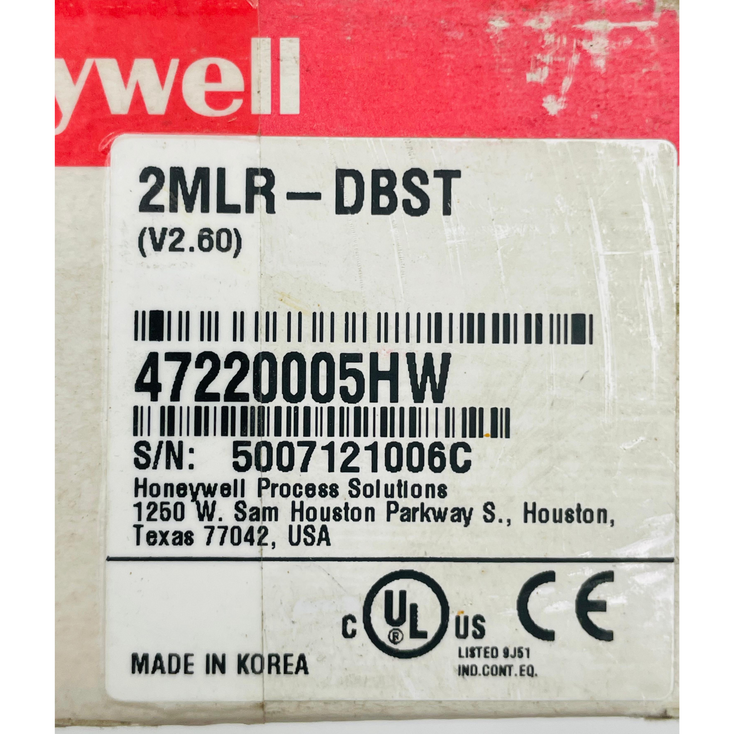 ywell
2MLR-DBST
(V2.60)
47220005HW
S/N: 5007121006C
Honeywell Process Solutions
1250 W. Sam Houston Parkway S., Houston,
Texas 77042, USA
C UL ® US CE
LISTED 9J51
IND.CONT.EQ.
MADE IN KOREA